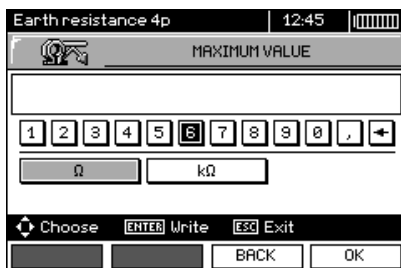 Earth resistance 4p 12:45
MAXIMUM VALUE
1 2 3 4 5 6 7 8 9 0 , ←
Ω kΩ
Choose ENTER Write ESC Exit
BACK OK